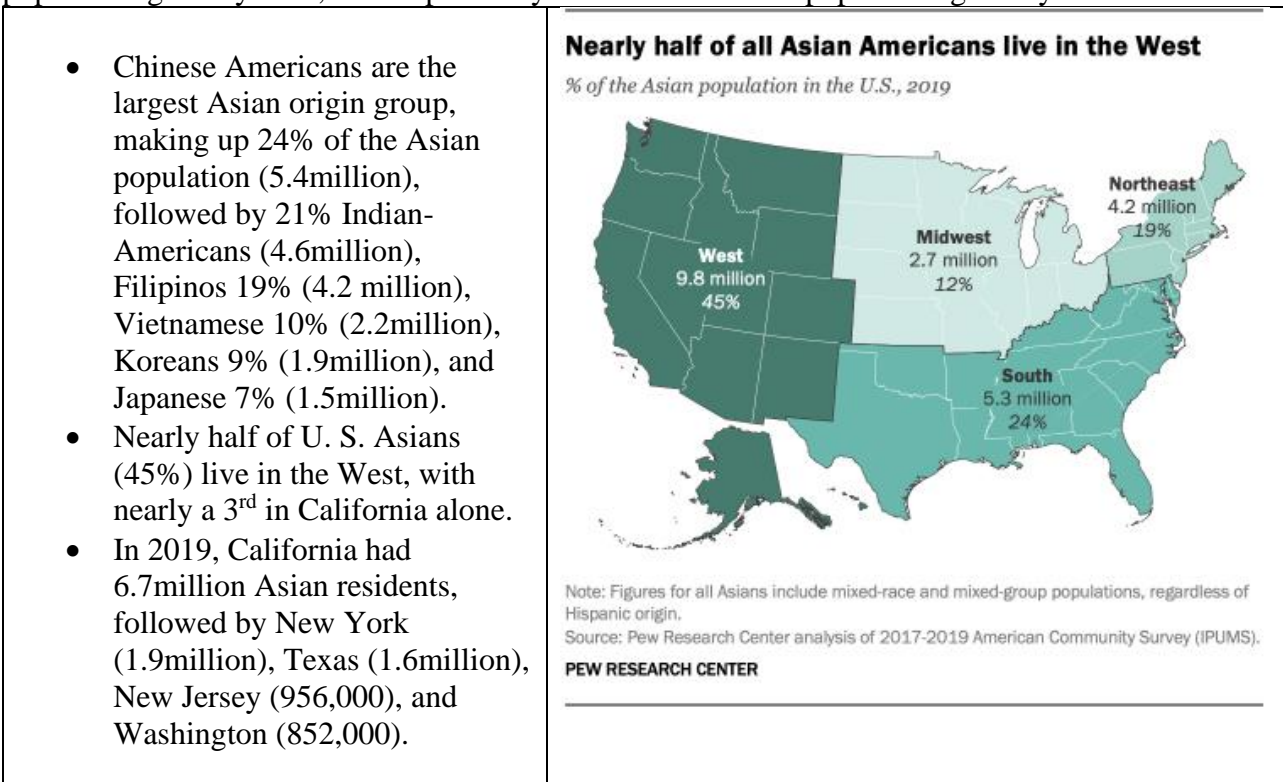 • Chinese Americans are the
largest Asian origin group,
making up 24% of the Asian
population (5.4million),
followed by 21% Indian-
Americans (4.6million),
Filipinos 19% (4.2 million),
Vietnamese 10% (2.2million),
Koreans 9% (1.9million), and
Japanese 7% (1.5million).
• Nearly half of U. S. Asians
(45%) live in the West, with
nearly a 3rd in California alone.
• In 2019, California had
6.7million Asian residents,
followed by New York
(1.9million), Texas (1.6million),
New Jersey (956,000), and
Washington (852,000).
Nearly half of all Asian Americans live in the West
% of the Asian population in the U.S., 2019
Northeast
4.2 million
19%
Midwest
2.7 million
12%
West
9.8 million
45%
South
5.3 million
24%
Note: Figures for all Asians include mixed-race and mixed-group populations, regardless of
Hispanic origin.
Source: Pew Research Center analysis of 2017-2019 American Community Survey (IPUMS).
PEW RESEARCH CENTER